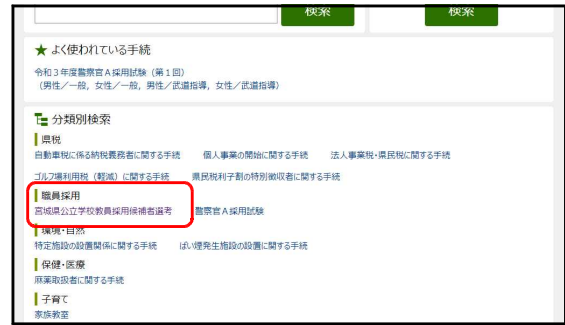 検索 検索
★ よく使われている手続
令和3年度警察官A採用試験（第1回）
（男性／一般，女性／一般，男性／武道指導，女性／武道指導）
分類別検索
県税
自動車税に係る納税義務者に関する手続 個人事業の開始に関する手続 法人事業税・県民税に関する手続
ゴルフ場利用税（軽減）に関する手続 県民税利子割の特別徴収者に関する手続
職員採用
宮城県公立学校教員採用候補者選考 警察官A採用試験
環境・自然
特定施設の設置関係に関する手続 ばい煙発生施設の設置に関する手続
保健・医療
麻薬取扱者に関する手続
子育て
家族教室